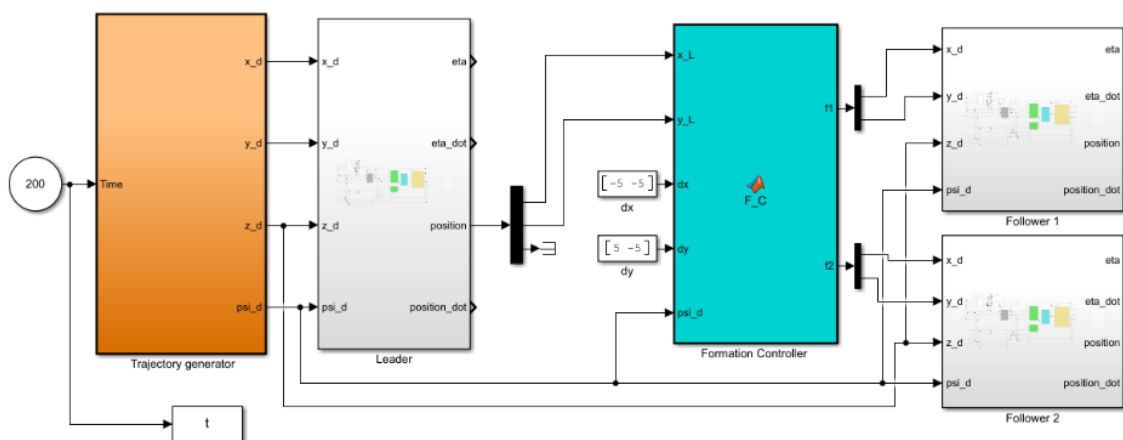 200
Time
x_d
y_d
z_d
psi_d
Trajectory generator
t
x_d
y_d
z_d
psi_d
eta
eta_dot
position
position_dot
Leader
[-5 -5]
dx
[5 -5]
dy
x_L
y_L
dx
dy
psi_d
F_C
f1
f2
Formation Controller
x_d
y_d
z_d
psi_d
eta
eta_dot
position
position_dot
Follower 1
x_d
y_d
z_d
psi_d
eta
eta_dot
position
position_dot
Follower 2